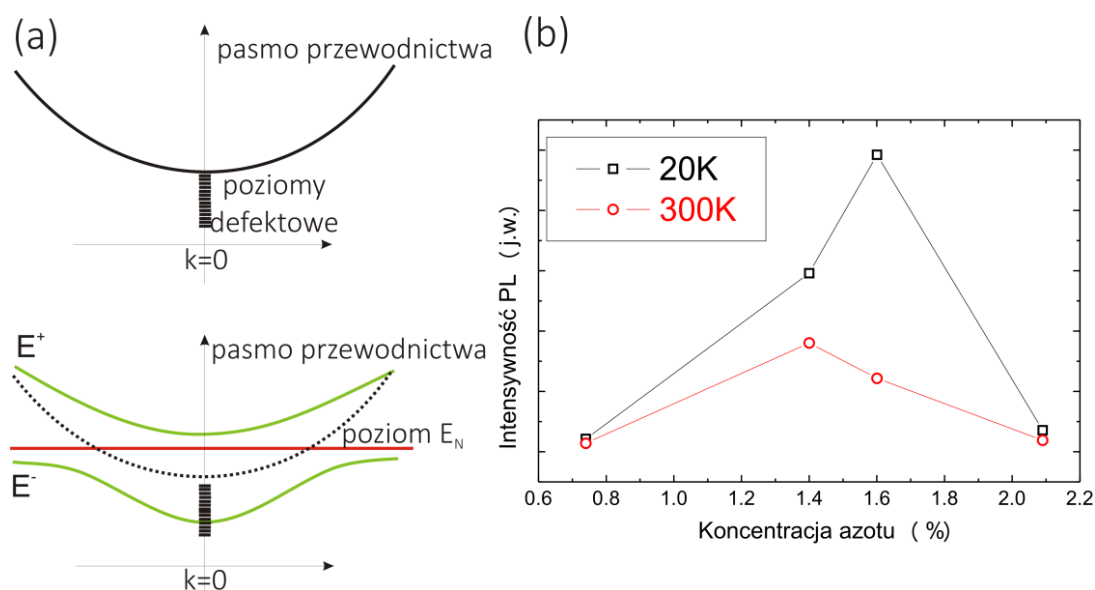 (a)
pasmo przewodnictwa
poziomy
defektowe
k=0
E⁺
pasmo przewodnictwa
poziom E_N
E⁻
k=0
(b)
20K
300K
Intensywność PL ( j.w.)
0.6 0.8 1.0 1.2 1.4 1.6 1.8 2.0 2.2
Koncentracja azotu ( %)